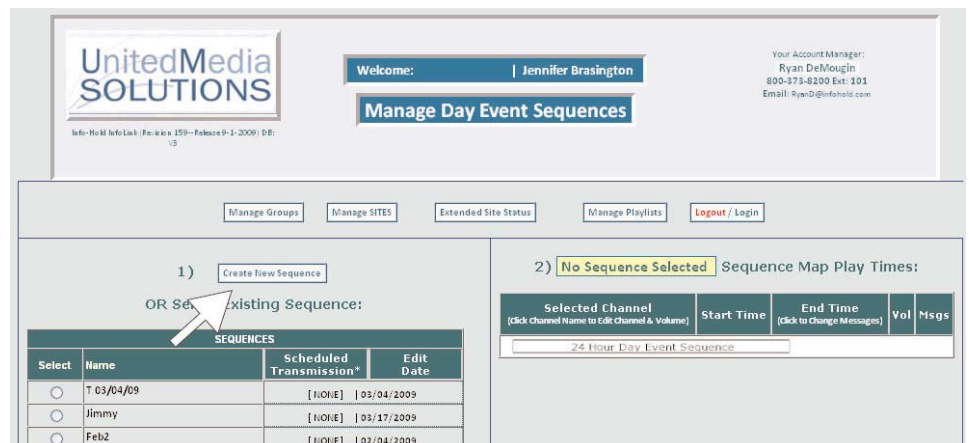 UnitedMedia
SOLUTIONS
Info-Hold InfoLink (Revision 159--Release 9-1-2009) DB:
V3
Welcome: | Jennifer Brasington
Manage Day Event Sequences
Your Account Manager:
Ryan DeMougin
800-373-8200 Ext: 101
Email: RyanD@infohold.com
Manage Groups
Manage SITES
Extended Site Status
Manage Playlists
Logout / Login
1) Create New Sequence
OR Existing Sequence:
SEQUENCES
Select Name Scheduled Transmission* Edit Date
T 03/04/09 [NONE] | 03/04/2009
Jimmy [NONE] | 03/17/2009
Feb2 [NONE] | 02/04/2009
2) No Sequence Selected Sequence Map Play Times:
Selected Channel
(Click Channel Name to Edit Channel & Volume)
Start Time
End Time
(Click to Change Messages)
Vol
Msgs
24 Hour Day Event Sequence